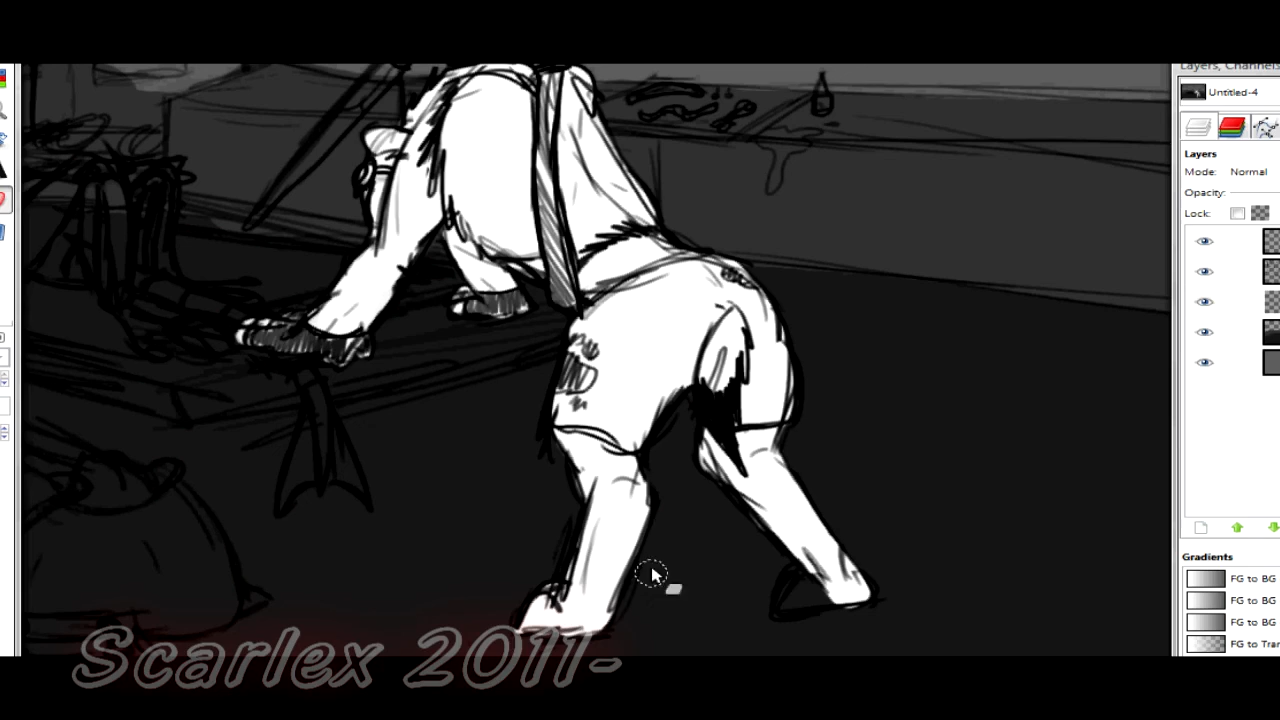 Layers, Channels
Untitled-4
Layers
Mode: Normal
Opacity:
Lock:
Gradients
FG to BG
FG to BG
FG to BG
FG to Tran
Scarlex 2011-